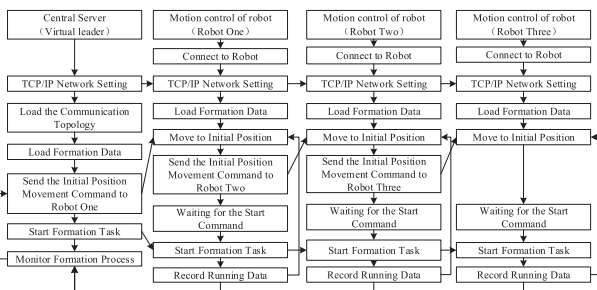 Central Server
（Virtual leader）
TCP/IP Network Setting
Load the Communication
Topology
Load Formation Data
Send the Initial Position
Movement Command to
Robot One
Start Formation Task
Monitor Formation Process
Motion control of robot
（Robot One）
Connect to Robot
TCP/IP Network Setting
Load Formation Data
Move to Initial Position
Send the Initial Position
Movement Command to
Robot Two
Waiting for the Start
Command
Start Formation Task
Record Running Data
Motion control of robot
（Robot Two）
Connect to Robot
TCP/IP Network Setting
Load Formation Data
Move to Initial Position
Send the Initial Position
Movement Command to
Robot Three
Waiting for the Start
Command
Start Formation Task
Record Running Data
Motion control of robot
（Robot Three）
Connect to Robot
TCP/IP Network Setting
Load Formation Data
Move to Initial Position
Waiting for the Start
Command
Start Formation Task
Record Running Data